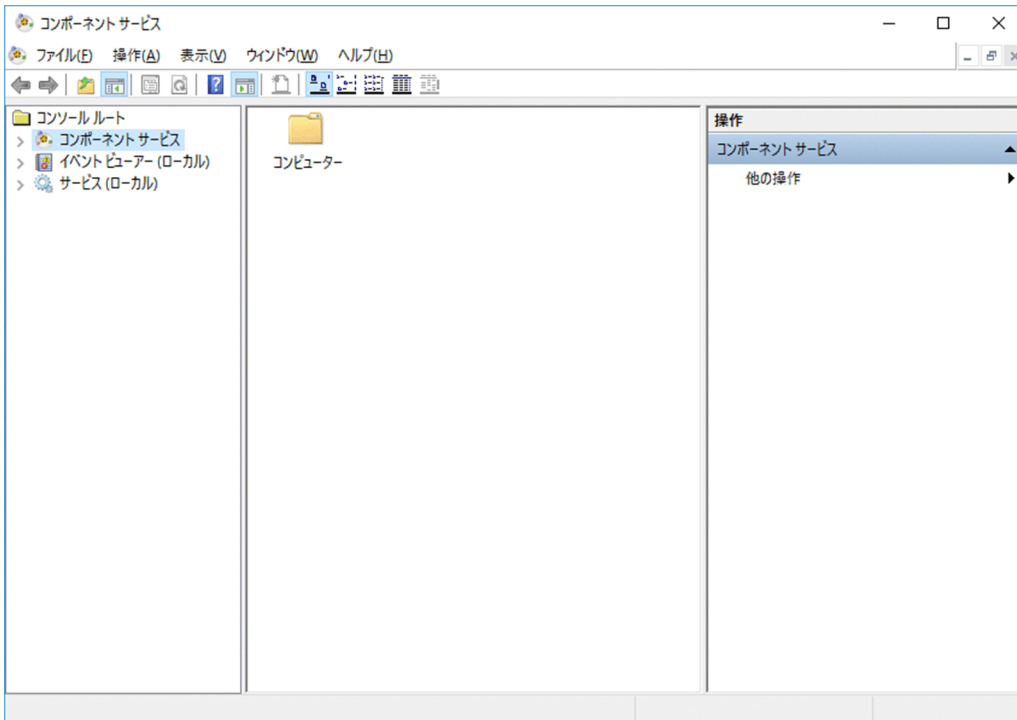 コンポーネント サービス
ファイル(F) 操作(A) 表示(V) ウィンドウ(W) ヘルプ(H)
コンソール ルート
コンポーネント サービス
イベント ビューアー (ローカル)
サービス (ローカル)
コンピューター
操作
コンポーネント サービス
他の操作